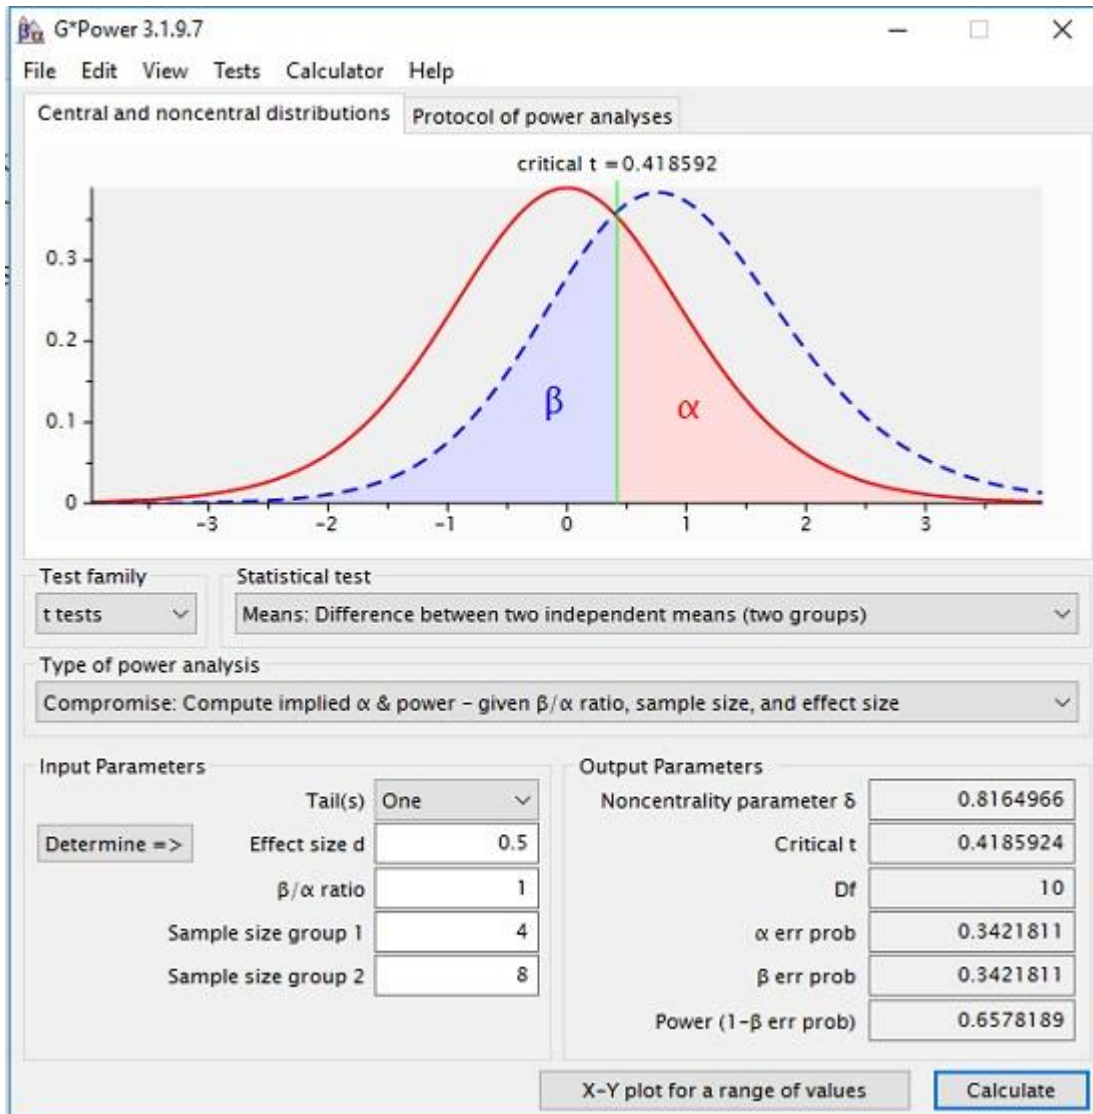 G*Power 3.1.9.7
File Edit View Tests Calculator Help
Central and noncentral distributions Protocol of power analyses
critical t = 0.418592
0.3
0.2
0.1
0
β α
-3 -2 -1 0 1 2 3
Test family Statistical test
t tests Means: Difference between two independent means (two groups)
Type of power analysis
Compromise: Compute implied α & power - given β/α ratio, sample size, and effect size
Input Parameters
Tail(s) One
Determine => Effect size d 0.5
β/α ratio 1
Sample size group 1 4
Sample size group 2 8
Output Parameters
Noncentrality parameter δ 0.8164966
Critical t 0.4185924
Df 10
α err prob 0.3421811
β err prob 0.3421811
Power (1-β err prob) 0.6578189
X-Y plot for a range of values Calculate